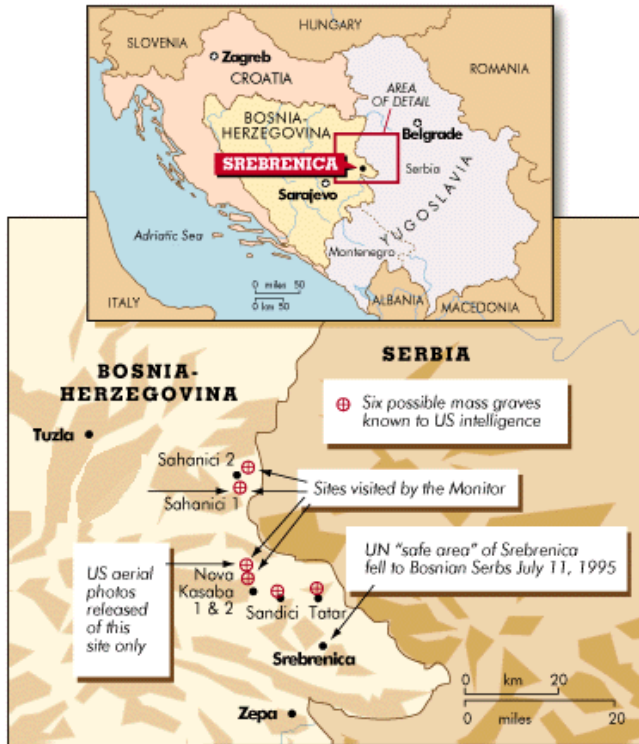 HUNGARY
SLOVENIA
Zagreb
CROATIA
ROMANIA
AREA
OF DETAIL
BOSNIA-
HERZEGOVINA
Belgrade
SREBRENICA
Serbia
Sarajevo
YUGOSLAVIA
Adriatic Sea
Montenegro
0 miles 50
0 km 50
ITALY
ALBANIA
MACEDONIA
BOSNIA-
HERZEGOVINA
SERBIA
Six possible mass graves
known to US intelligence
Tuzla
Sahanici 2
Sahanici 1
Sites visited by the Monitor
US aerial
photos
released
of this
site only
Nova
Kasaba
1 & 2
Sandici
Tatar
UN “safe area” of Srebrenica
fell to Bosnian Serbs July 11, 1995
Srebrenica
Zepa
0 km 20
0 miles 20